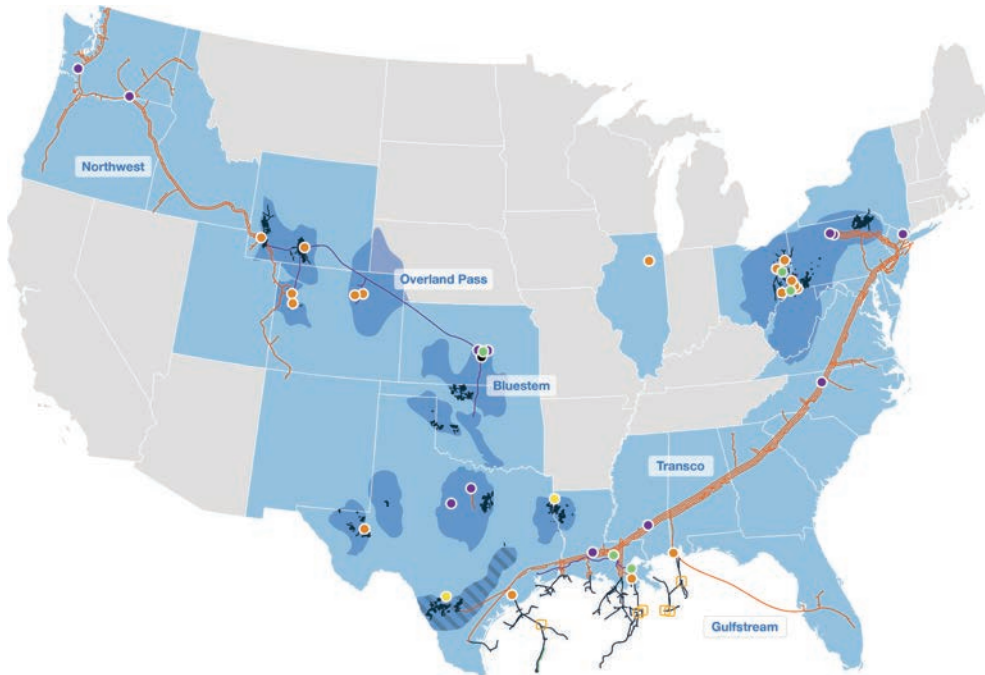 Northwest
Overland Pass
Bluestem
Transco
Gulfstream